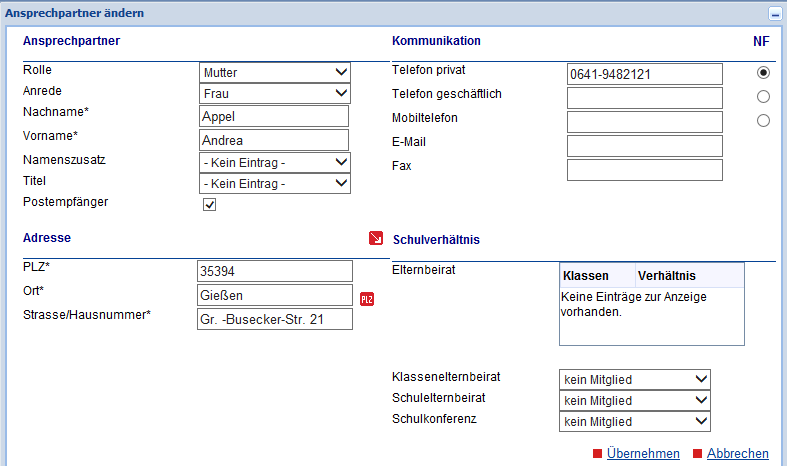 Ansprechpartner ändern
Ansprechpartner
Rolle Mutter
Anrede Frau
Nachname* Appel
Vorname* Andrea
Namenszusatz - Kein Eintrag -
Titel - Kein Eintrag -
Postempfänger
Kommunikation NF
Telefon privat 0641-9482121
Telefon geschäftlich
Mobiltelefon
E-Mail
Fax
Adresse
PLZ* 35394
Ort* Gießen PLZ
Strasse/Hausnummer* Gr. -Busecker-Str. 21
Schulverhältnis
Elternbeirat
Klassen Verhältnis
Keine Einträge zur Anzeige
vorhanden.
Klassenelternbeirat kein Mitglied
Schulelternbeirat kein Mitglied
Schulkonferenz kein Mitglied
Übernehmen Abbrechen